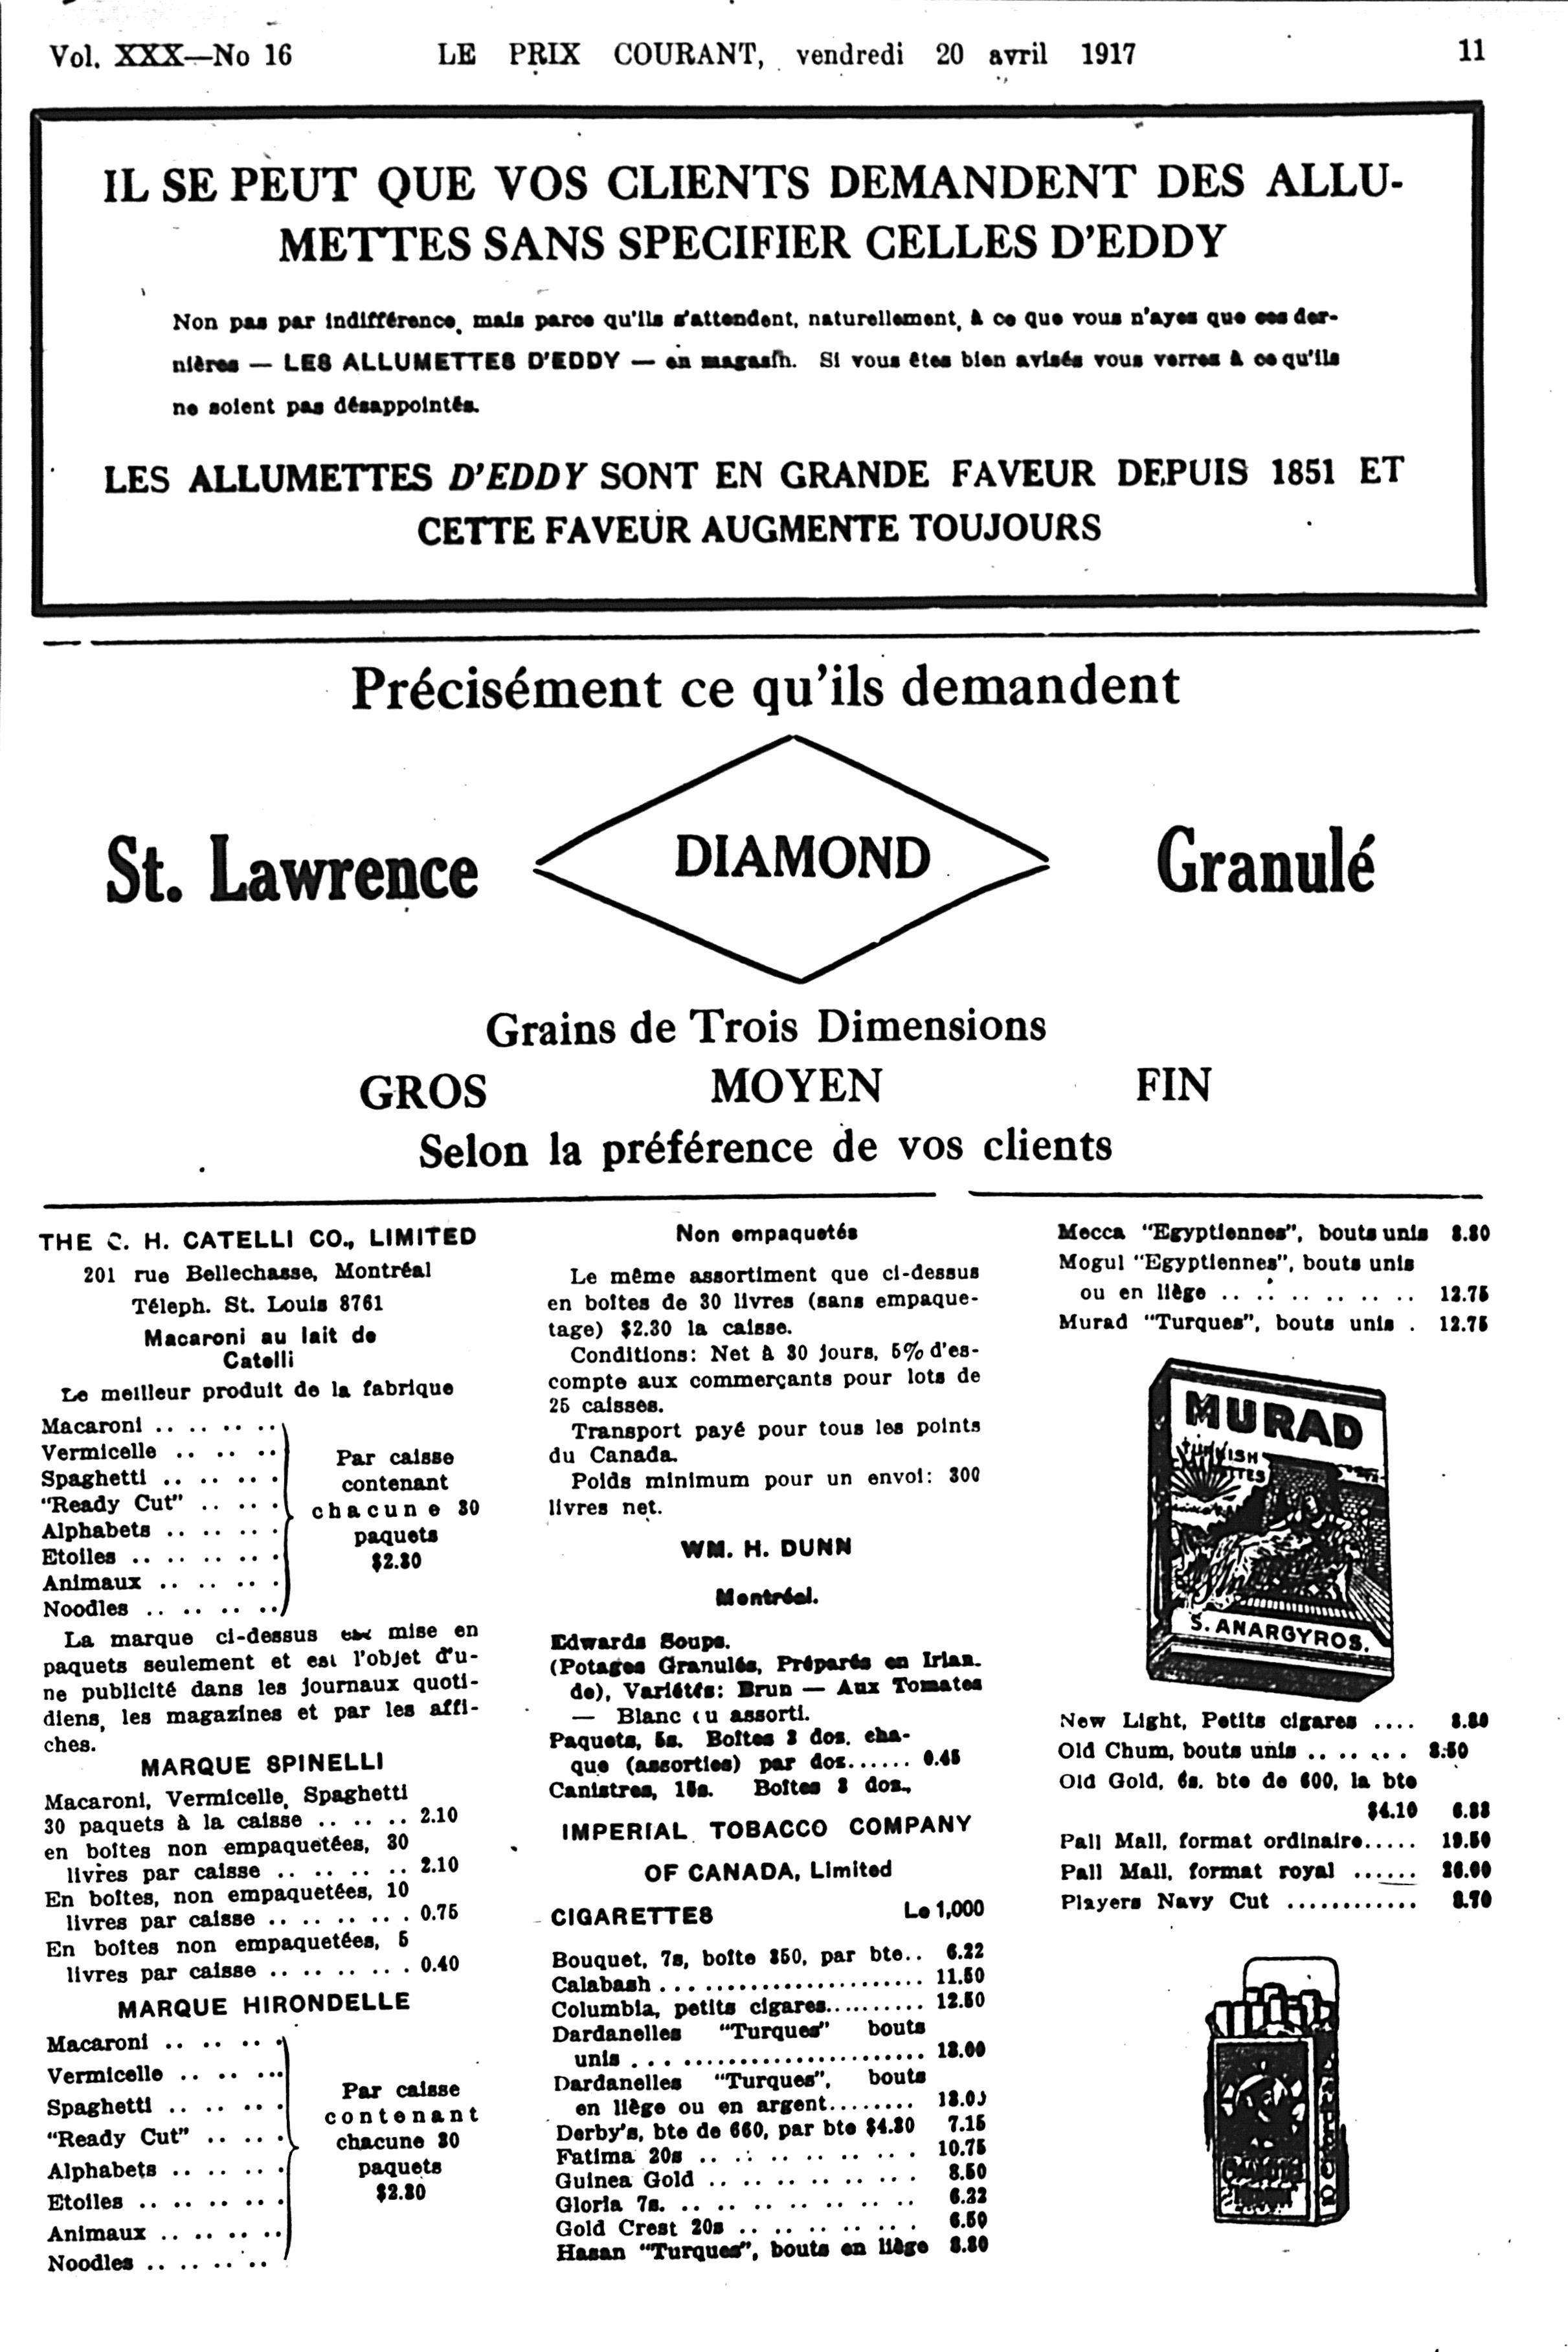 Vol. XXX—No 16 LE PRIX COURANT, vendredi 20 avril 1917 11
IL SE PEUT QUE VOS CLIENTS DEMANDENT DES ALLU-
METTES SANS SPECIFIER CELLES D'EDDY
Non pas par indifférence, mais parce qu'ils s'attendent, naturellement, à ce que vous n'ayes que ces der-
nières — LES ALLUMETTES D'EDDY — en magasin. Si vous êtes bien avisés vous verres à ce qu'ils
ne soient pas désappointés.
LES ALLUMETTES D'EDDY SONT EN GRANDE FAVEUR DEPUIS 1851 ET
CETTE FAVEUR AUGMENTE TOUJOURS
Précisément ce qu'ils demandent
St. Lawrence DIAMOND Granulé
Grains de Trois Dimensions
GROS MOYEN FIN
Selon la préférence de vos clients
THE C. H. CATELLI CO., LIMITED
201 rue Bellechasse, Montréal
Téleph. St. Louis 8761
Macaroni au lait de
Catelli
Le meilleur produit de la fabrique
Macaroni .. .. .. ..
Vermicelle .. .. ..
Spaghetti .. .. .. .
"Ready Cut" .. .. .
Alphabets .. .. .. .
Etoiles .. .. .. .. .
Animaux .. .. .. .
Noodles .. .. .. ..
Par caisse
contenant
chacune 30
paquets
$2.30
La marque ci-dessus est mise en
paquets seulement et est l'objet d'u-
ne publicité dans les journaux quoti-
diens, les magazines et par les affi-
ches.
MARQUE SPINELLI
Macaroni, Vermicelle, Spaghetti
30 paquets à la caisse .. .. .. 2.10
en boîtes non empaquetées, 30
livres par caisse .. .. .. .. 2.10
En boîtes, non empaquetées, 10
livres par caisse .. .. .. .. . 0.75
En boîtes non empaquetées, 5
livres par caisse .. .. .. .. . 0.40
MARQUE HIRONDELLE
Macaroni .. .. .. .
Vermicelle .. .. ...
Spaghetti .. .. .. .
"Ready Cut" .. .. .
Alphabets .. .. .. .
Etoiles .. .. .. .. .
Animaux .. .. .. ..
Noodles .. .. .. ..
Par caisse
contenant
chacune 30
paquets
$2.30
Non empaquetés
Le même assortiment que ci-dessus
en boîtes de 30 livres (sans empaque-
tage) $2.30 la caisse.
Conditions: Net à 30 jours, 5% d'es-
compte aux commerçants pour lots de
25 caisses.
Transport payé pour tous les points
du Canada.
Poids minimum pour un envoi: 300
livres net.
WM. H. DUNN
Montréal.
Edwards Soups.
(Potages Granulés, Préparés en Irlan.
de), Variétés: Brun — Aux Tomates
— Blanc ou assorti.
Paquets, 5s. Boîtes 3 dos. cha-
que (assorties) par dos...... 0.45
Canistres, 15s. Boîtes 3 dos.,
IMPERIAL TOBACCO COMPANY
OF CANADA, Limited
CIGARETTES Le 1,000
Bouquet, 7s, boîte 350, par bte.. 6.22
Calabash ........................ 11.50
Columbia, petits cigares.......... 12.50
Dardanelles "Turques" bouts
unis ........................... 13.00
Dardanelles "Turques", bouts
en liège ou en argent........ 13.00
Derby's, bte de 660, par bte $4.30 7.15
Fatima 20s .. .. .. .. .. .. . 10.75
Guinea Gold .. .. .. .. .. . 8.50
Gloria 7s. .. .. .. .. .. .. .. 6.22
Gold Crest 20s .. .. .. .. .. . 6.50
Hasan "Turques", bouts en liège 8.80
Mecca "Egyptiennes", bouts unis 8.80
Mogul "Egyptiennes", bouts unis
ou en liège .. .. .. .. .. .. 12.75
Murad "Turques", bouts unis . 12.75
MURAD
TURKISH
S. ANARGYROS.
New Light, Petits cigares .... 8.80
Old Chum, bouts unis .. .. .. . 8.50
Old Gold, 6s. bte de 600, la bte
$4.10 6.83
Pall Mall, format ordinaire..... 19.50
Pall Mall, format royal ...... 26.00
Players Navy Cut ............ 8.70